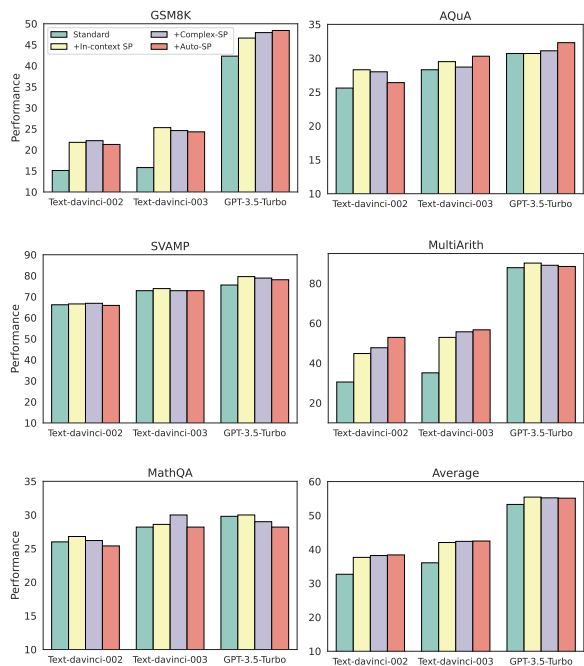 GSM8K
Performance
50
45
40
35
30
25
20
15
10
Standard
+In-context SP
+Complex-SP
+Auto-SP
Text-davinci-002 Text-davinci-003 GPT-3.5-Turbo
AQuA
35
30
25
20
15
10
Text-davinci-002 Text-davinci-003 GPT-3.5-Turbo
SVAMP
Performance
90
80
70
60
50
40
30
20
10
Text-davinci-002 Text-davinci-003 GPT-3.5-Turbo
MultiArith
80
60
40
20
Text-davinci-002 Text-davinci-003 GPT-3.5-Turbo
MathQA
Performance
35
30
25
20
15
10
Text-davinci-002 Text-davinci-003 GPT-3.5-Turbo
Average
60
50
40
30
20
10
Text-davinci-002 Text-davinci-003 GPT-3.5-Turbo